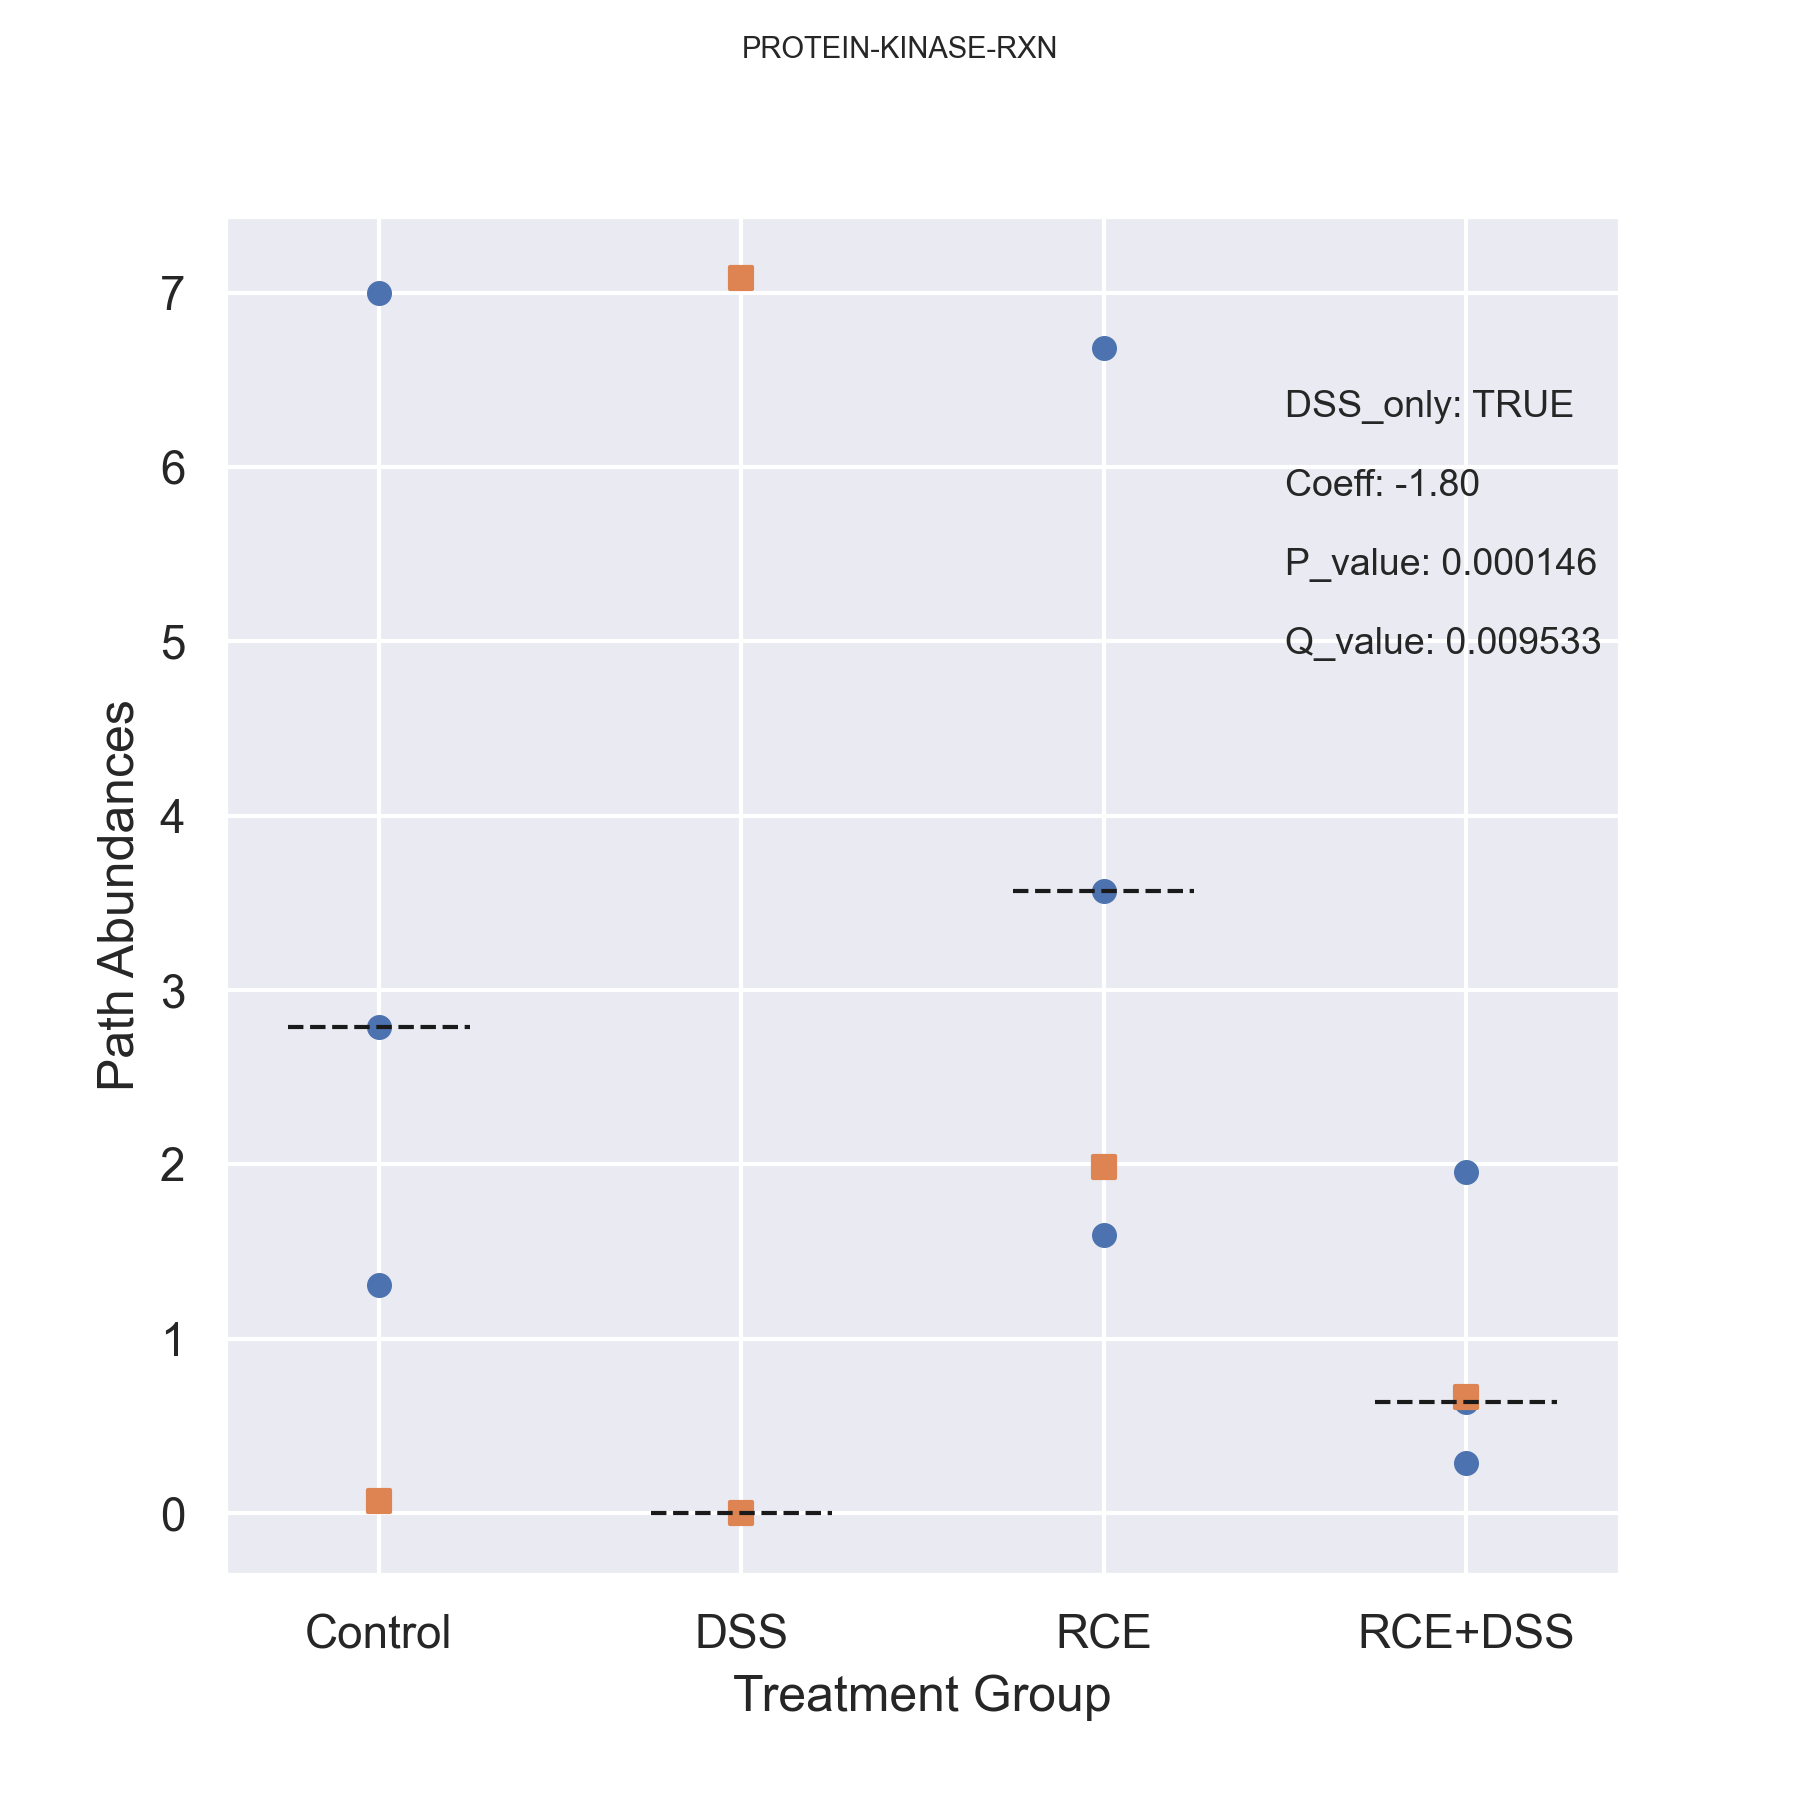 PROTEIN-KINASE-RXN
7
6
5
4
3
2
1
0
Path Abundances
DSS_only: TRUE
Coeff: -1.80
P_value: 0.000146
Q_value: 0.009533
Control
DSS
RCE
RCE+DSS
Treatment Group